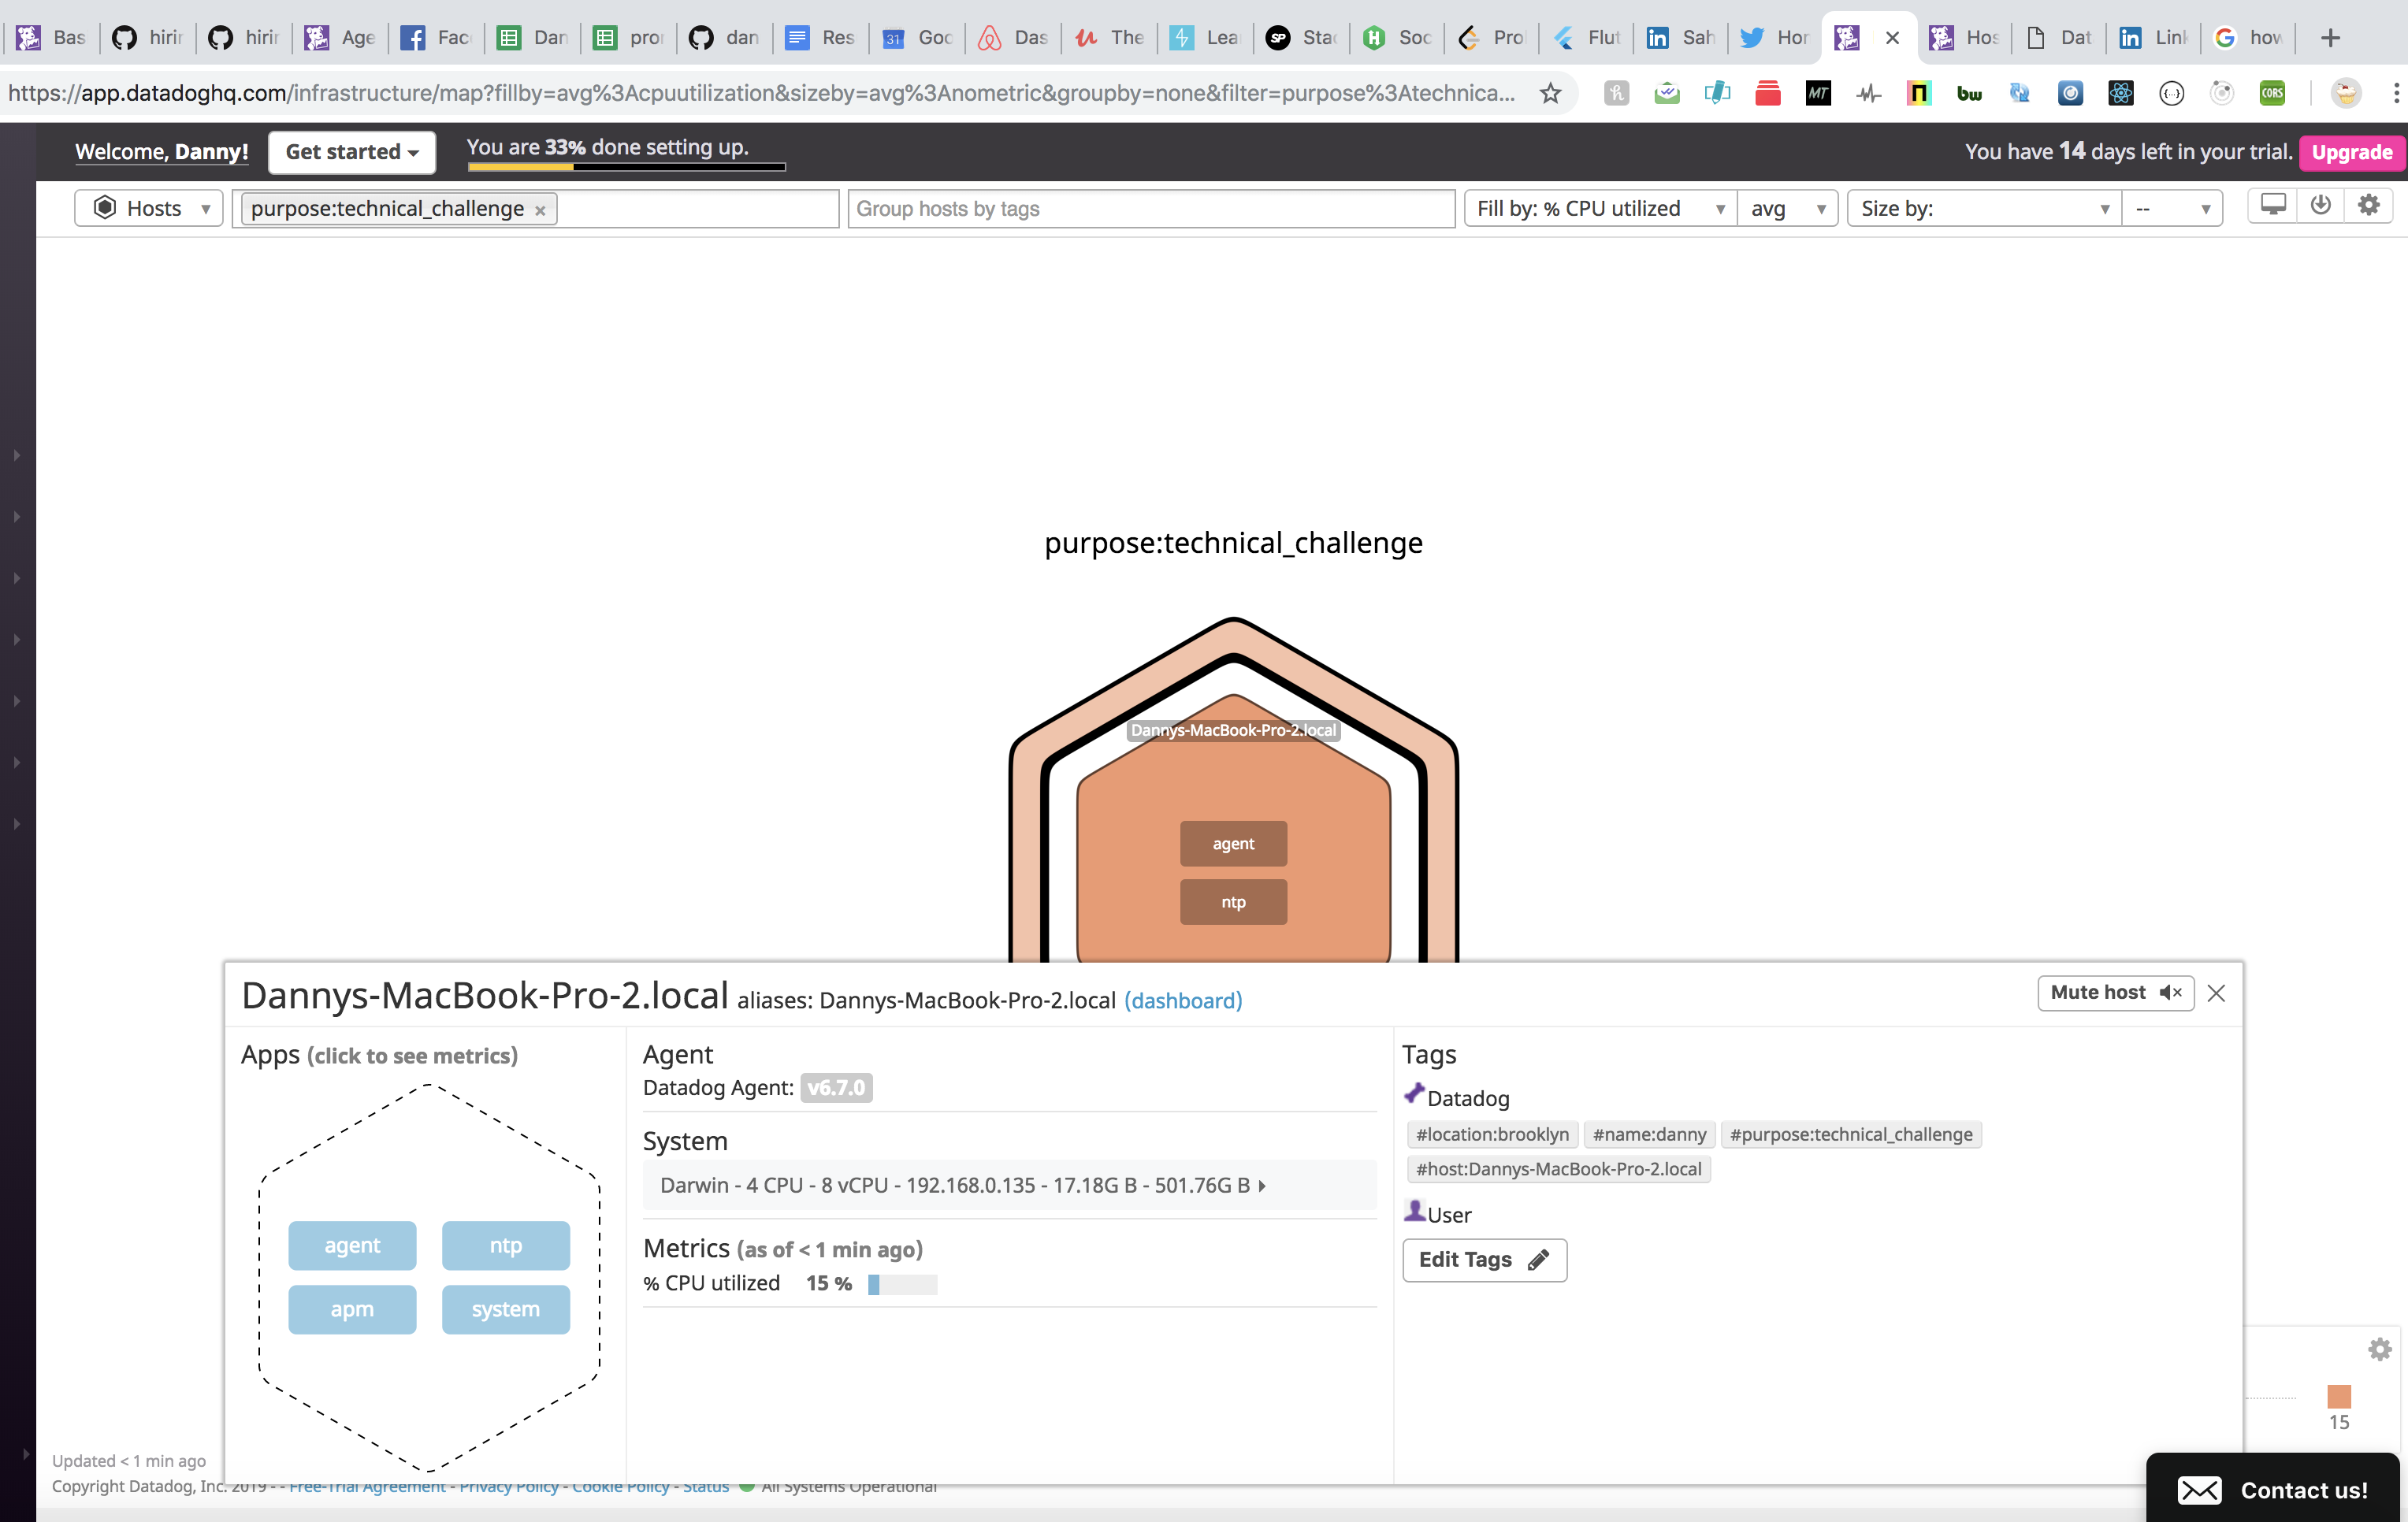 Bas hirin hirin Age Fac Dan pro dan Res Goo Das The Lea Sta Soc Pro Flut Sah Hor Hos Dat Link how
https://app.datadoghq.com/infrastructure/map?fillby=avg%3Acpuutilization&sizeby=avg%3Anometric&groupby=none&filter=purpose%3Atechnica...
Welcome, Danny! Get started You are 33% done setting up. You have 14 days left in your trial. Upgrade
Hosts purpose:technical_challenge × Group hosts by tags Fill by: % CPU utilized avg Size by: --
purpose:technical_challenge
Dannys-MacBook-Pro-2.local
agent
ntp
Dannys-MacBook-Pro-2.local aliases: Dannys-MacBook-Pro-2.local (dashboard) Mute host
Apps (click to see metrics)
agent ntp
apm system
Agent
Datadog Agent: v6.7.0
System
Darwin - 4 CPU - 8 vCPU - 192.168.0.135 - 17.18G B - 501.76G B
Metrics (as of < 1 min ago)
% CPU utilized 15 %
Tags
Datadog
#location:brooklyn #name:danny #purpose:technical_challenge
#host:Dannys-MacBook-Pro-2.local
User
Edit Tags
15
Updated < 1 min ago
Copyright Datadog, Inc. 2019 - - Free-Trial Agreement - Privacy Policy - Cookie Policy - Status All Systems Operational
Contact us!